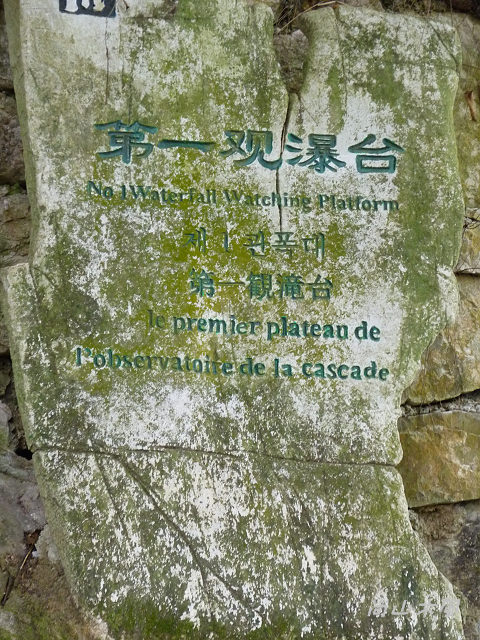 第一观瀑台
No 1 Waterfall Watching Platform
제 1 관폭대
第一観滝台
le premier plateau de
l'observatoire de la cascade